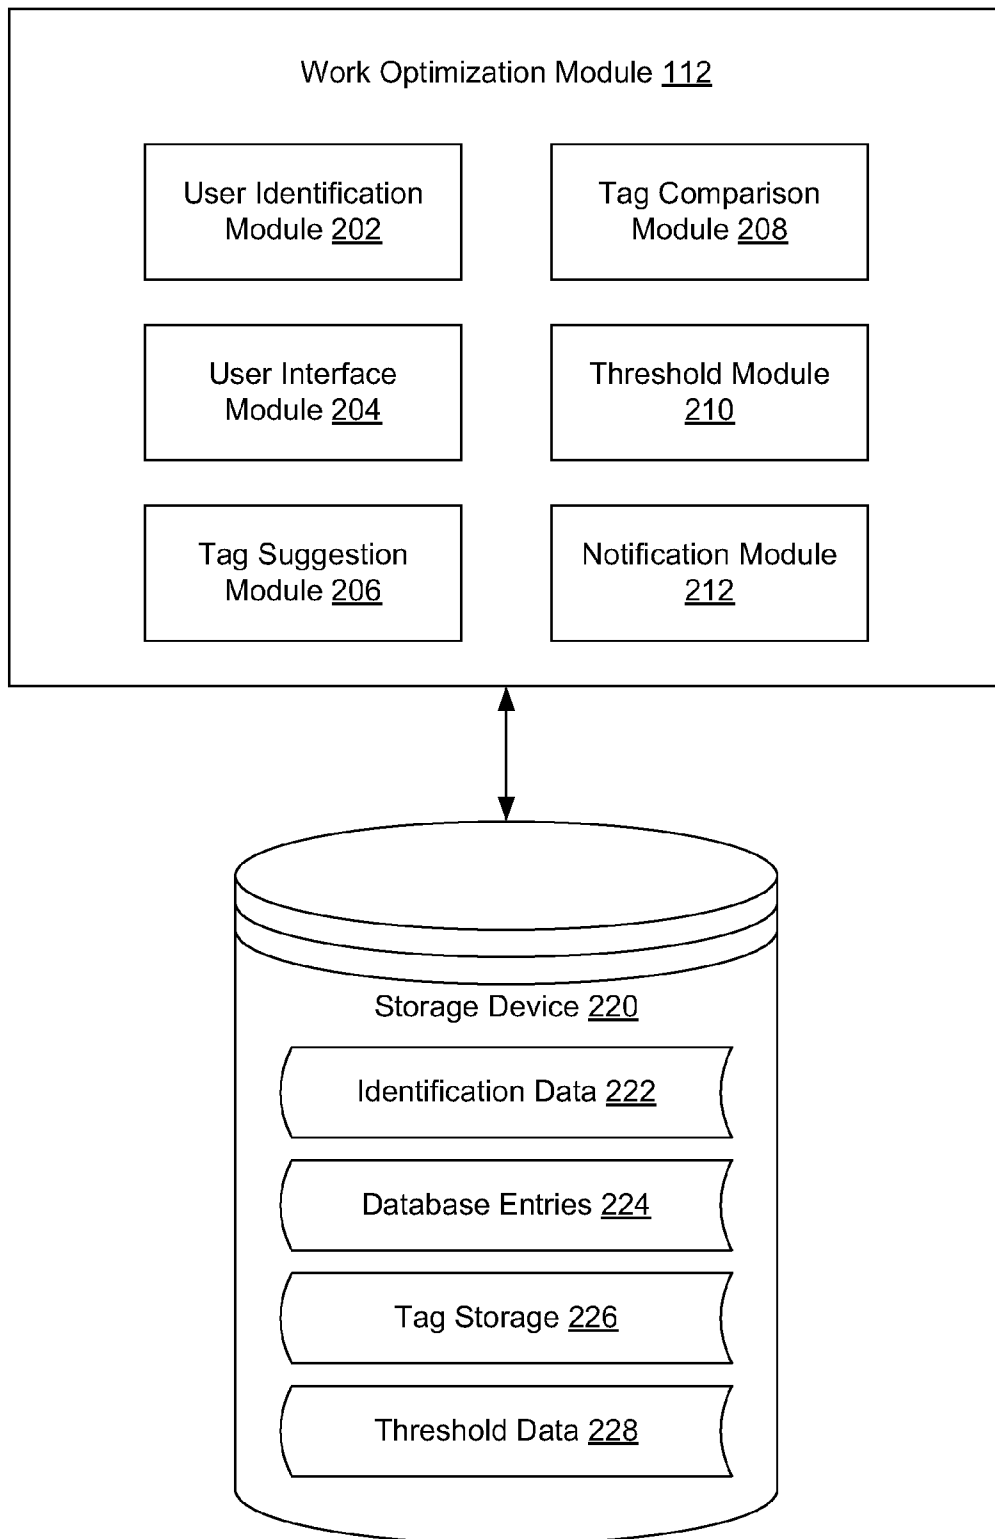 Work Optimization Module 112
User Identification
Module 202
Tag Comparison
Module 208
User Interface
Module 204
Threshold Module
210
Tag Suggestion
Module 206
Notification Module
212
Storage Device 220
Identification Data 222
Database Entries 224
Tag Storage 226
Threshold Data 228